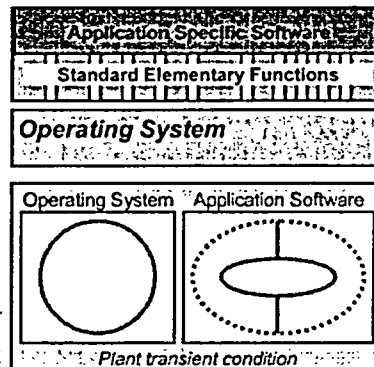 Application Specific Software
Standard Elementary Functions
Operating System
Operating System Application Software
Plant transient condition